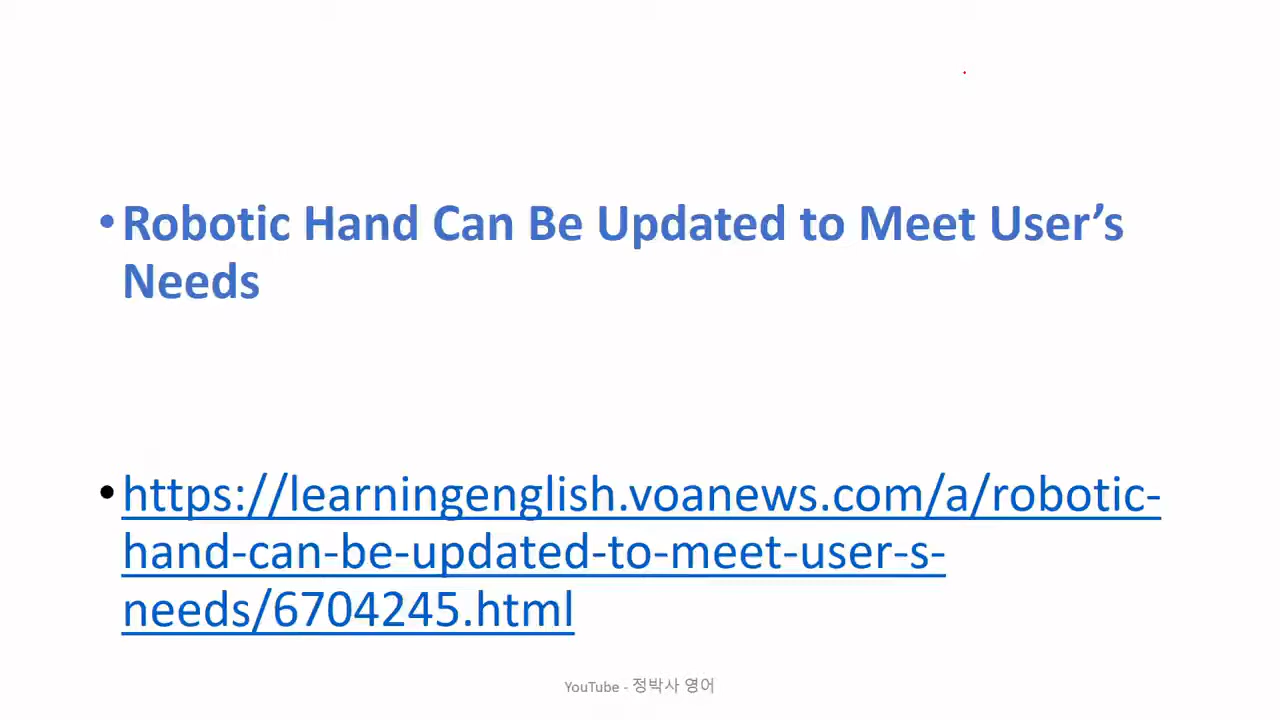 •Robotic Hand Can Be Updated to Meet User’s
Needs
•https://learningenglish.voanews.com/a/robotic-
hand-can-be-updated-to-meet-user-s-
needs/6704245.html
YouTube - 정박사 영어